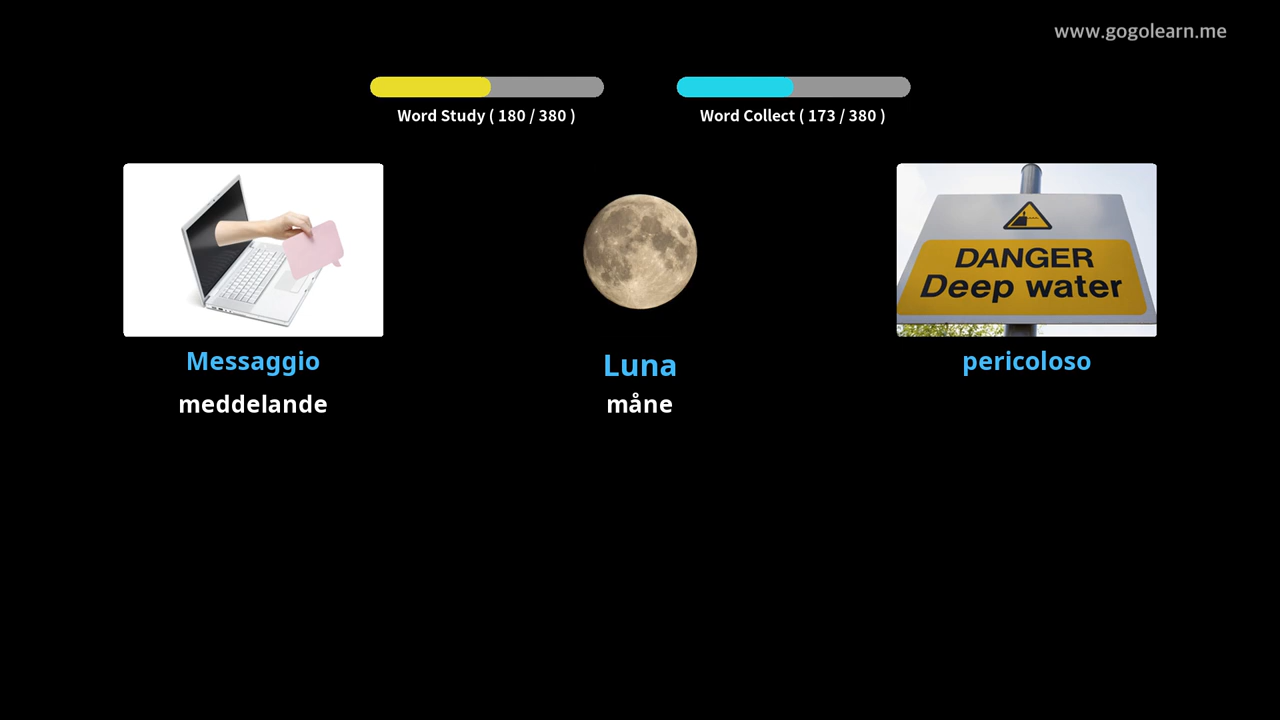 www.gogolearn.me
Word Study ( 180 / 380 )
Word Collect ( 173 / 380 )
DANGER
Deep water
Messaggio
Luna
pericoloso
meddelande
måne